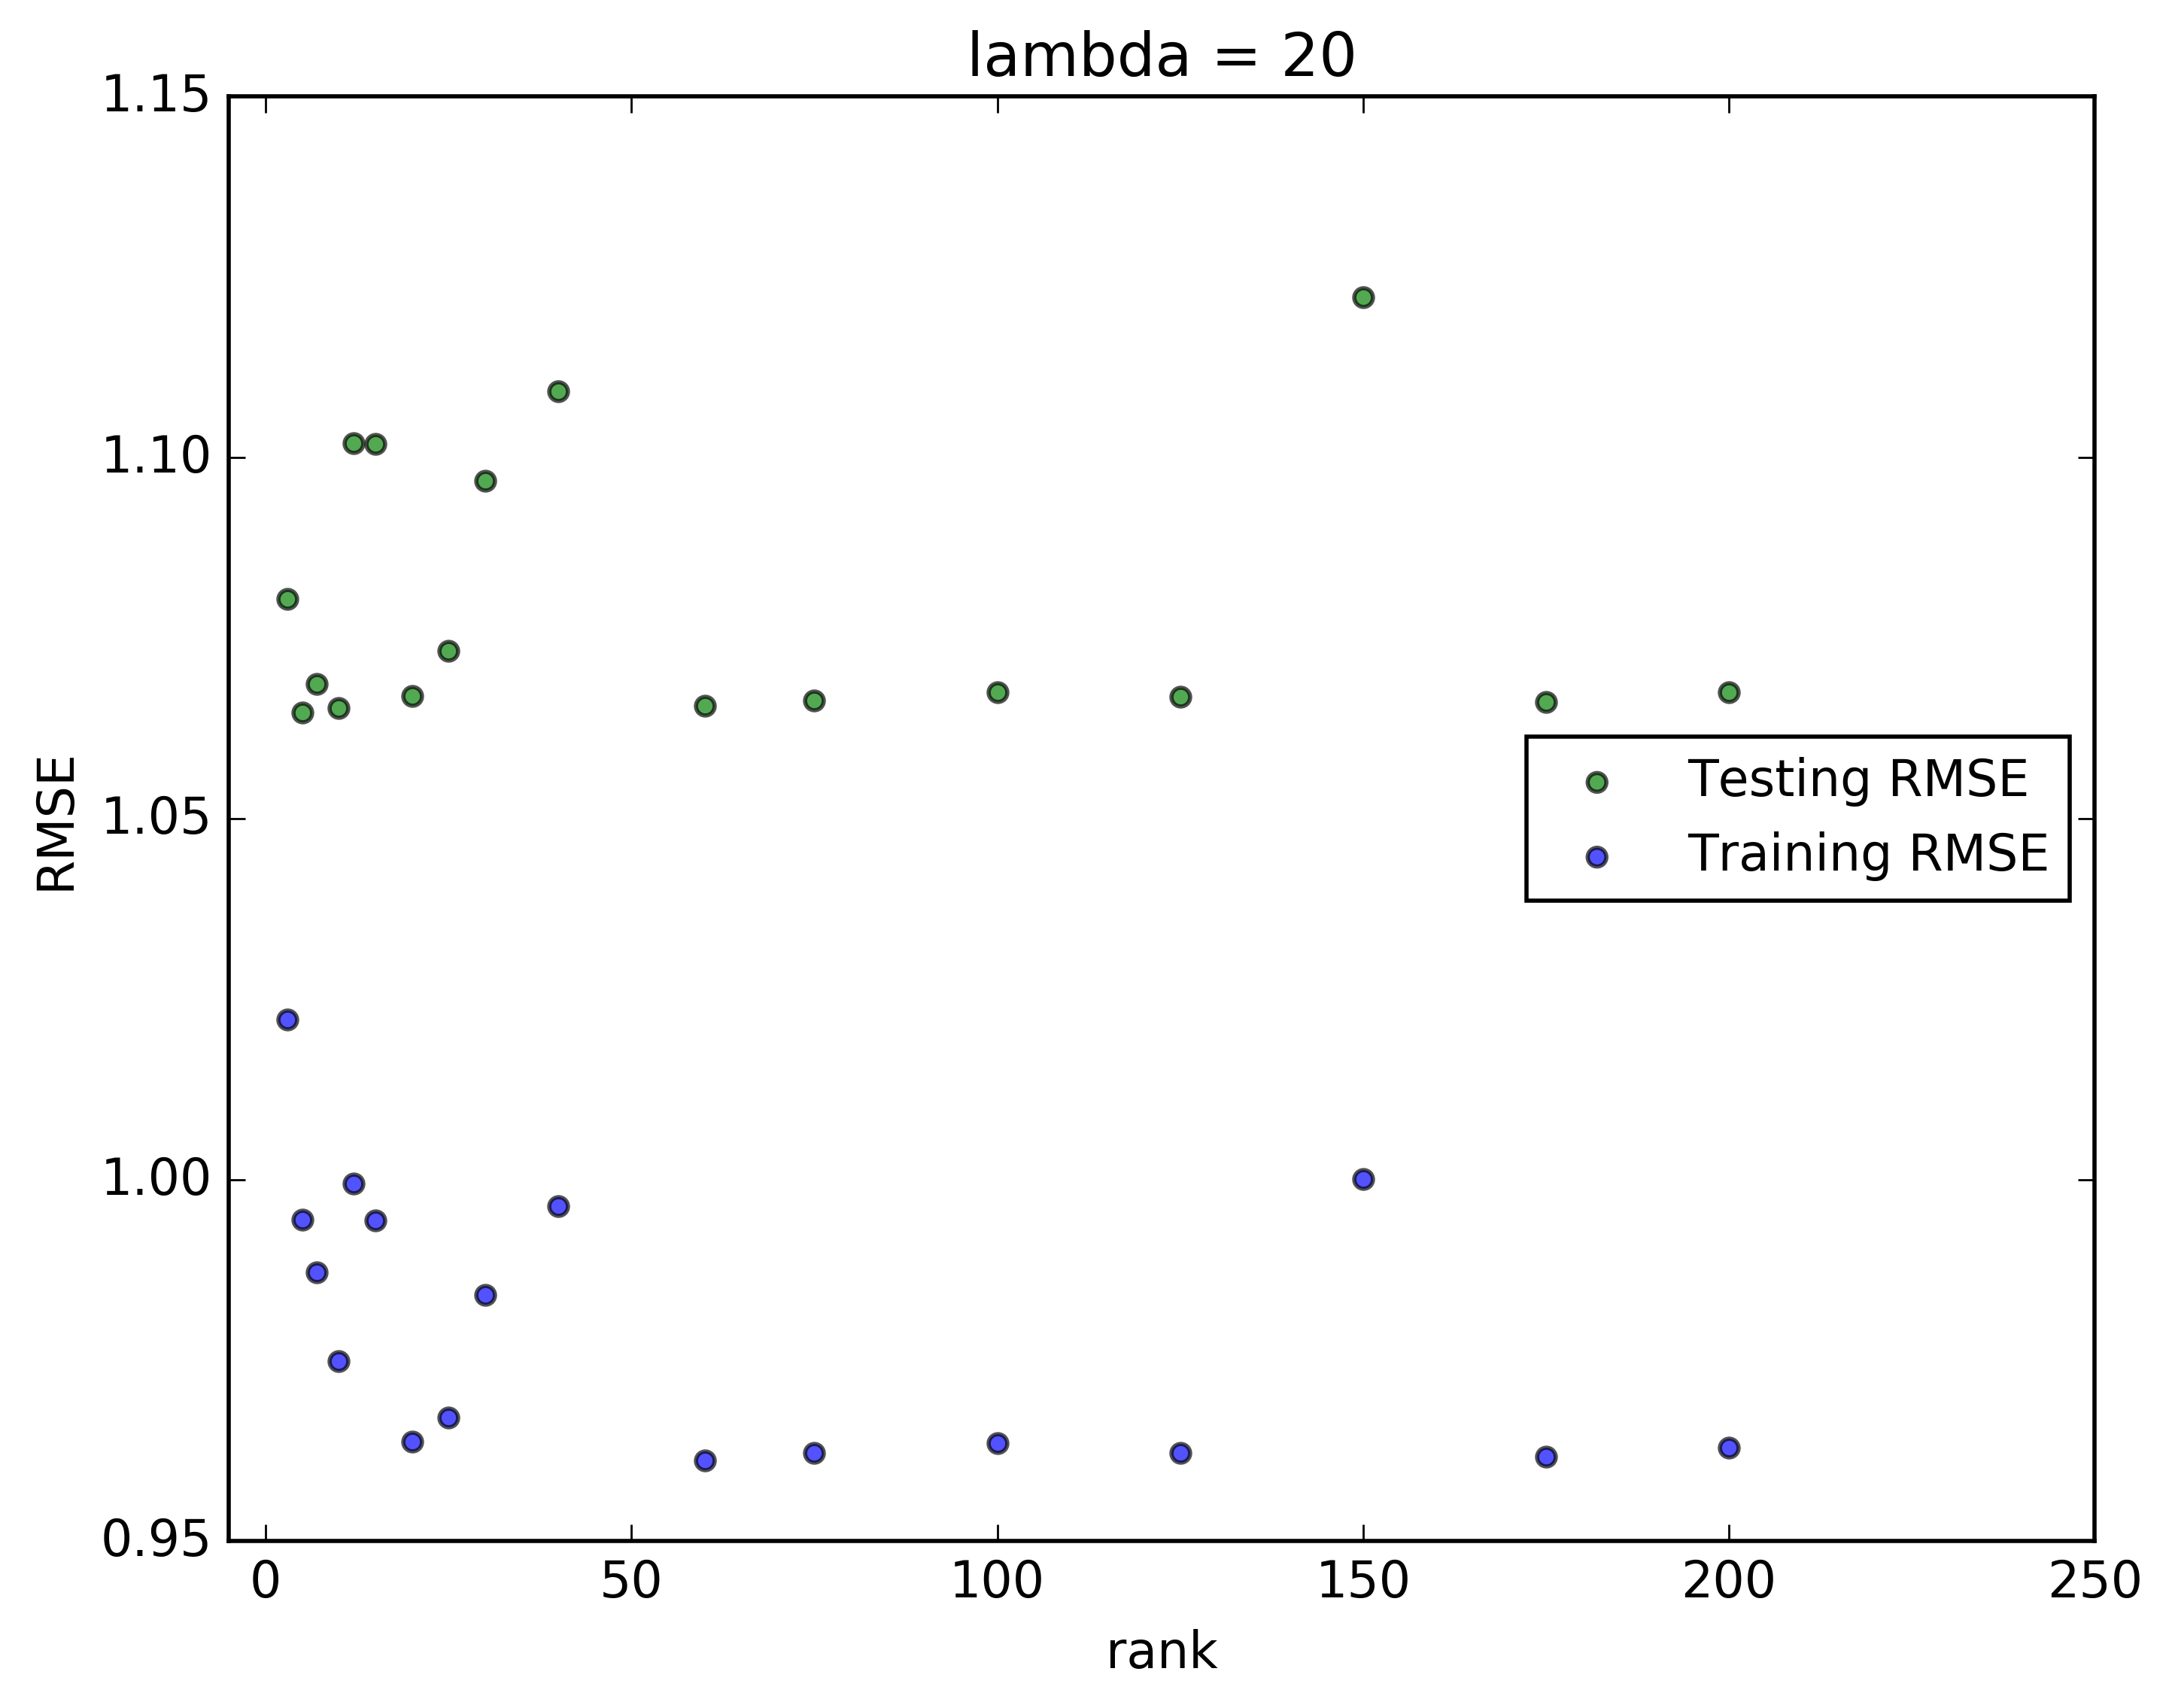 lambda = 20
1.15
1.10
1.05
1.00
0.95
RMSE
Testing RMSE
Training RMSE
0 50 100 150 200 250
rank